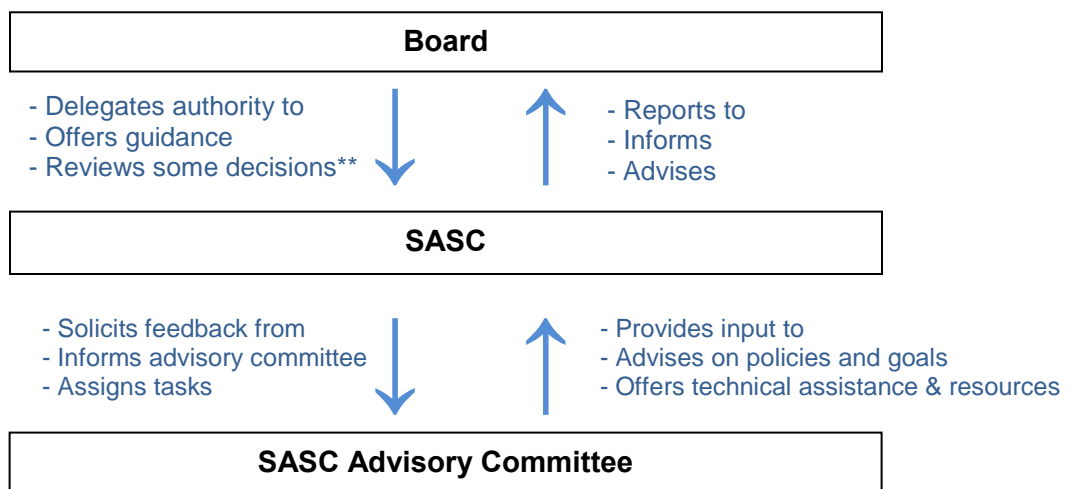 Board
- Delegates authority to
- Offers guidance
- Reviews some decisions**
- Reports to
- Informs
- Advises
SASC
- Solicits feedback from
- Informs advisory committee
- Assigns tasks
- Provides input to
- Advises on policies and goals
- Offers technical assistance & resources
SASC Advisory Committee